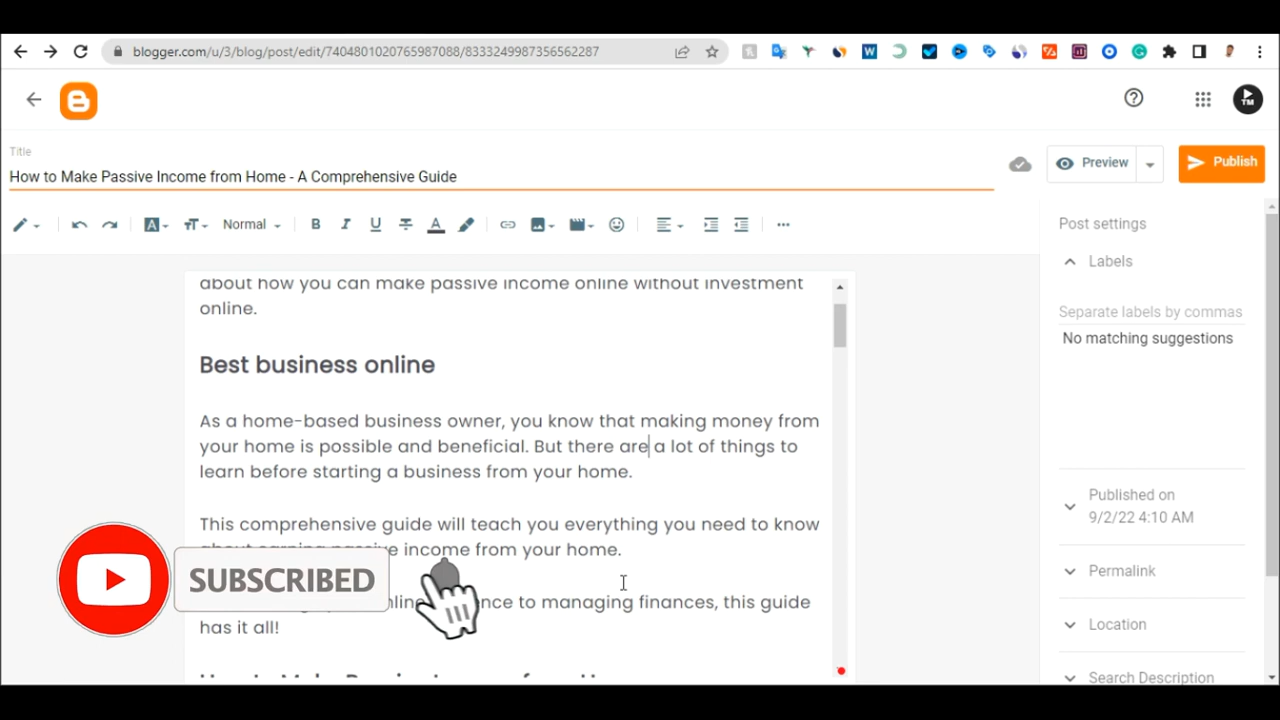 blogger.com/u/3/blog/post/edit/7404801020765987088/8333249987356562287
TM
Title
How to Make Passive Income from Home - A Comprehensive Guide
Preview
Publish
Normal
Post settings
Labels
Separate labels by commas
No matching suggestions
Published on
9/2/22 4:10 AM
Permalink
Location
Search Description
about how you can make passive income online without investment
online.
Best business online
As a home-based business owner, you know that making money from
your home is possible and beneficial. But there are a lot of things to
learn before starting a business from your home.
This comprehensive guide will teach you everything you need to know
income from your home.
to managing finances, this guide
has it all!
SUBSCRIBED